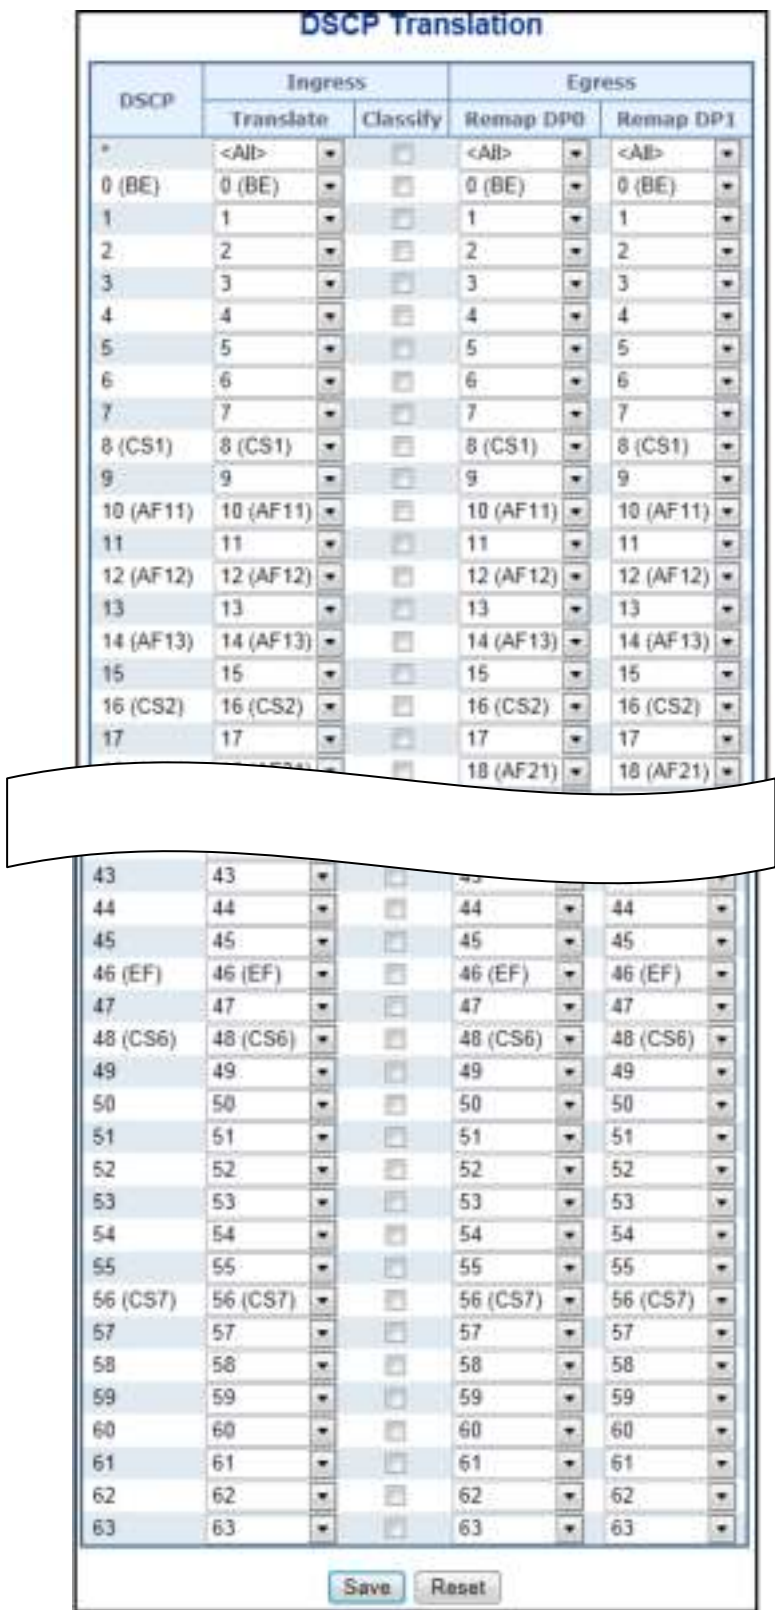 DSCP Translation
DSCP Ingress Egress
Translate Classify Remap DP0 Remap DP1
* <All> <All> <All>
0 (BE) 0 (BE) 0 (BE) 0 (BE)
1 1 1 1
2 2 2 2
3 3 3 3
4 4 4 4
5 5 5 5
6 6 6 6
7 7 7 7
8 (CS1) 8 (CS1) 8 (CS1) 8 (CS1)
9 9 9 9
10 (AF11) 10 (AF11) 10 (AF11) 10 (AF11)
11 11 11 11
12 (AF12) 12 (AF12) 12 (AF12) 12 (AF12)
13 13 13 13
14 (AF13) 14 (AF13) 14 (AF13) 14 (AF13)
15 15 15 15
16 (CS2) 16 (CS2) 16 (CS2) 16 (CS2)
17 17 17 17
18 (AF21) 18 (AF21)
43 43 43
44 44 44 44
45 45 45 45
46 (EF) 46 (EF) 46 (EF) 46 (EF)
47 47 47 47
48 (CS6) 48 (CS6) 48 (CS6) 48 (CS6)
49 49 49 49
50 50 50 50
51 51 51 51
52 52 52 52
53 53 53 53
54 54 54 54
55 55 55 55
56 (CS7) 56 (CS7) 56 (CS7) 56 (CS7)
57 57 57 57
58 58 58 58
59 59 59 59
60 60 60 60
61 61 61 61
62 62 62 62
63 63 63 63
Save Reset